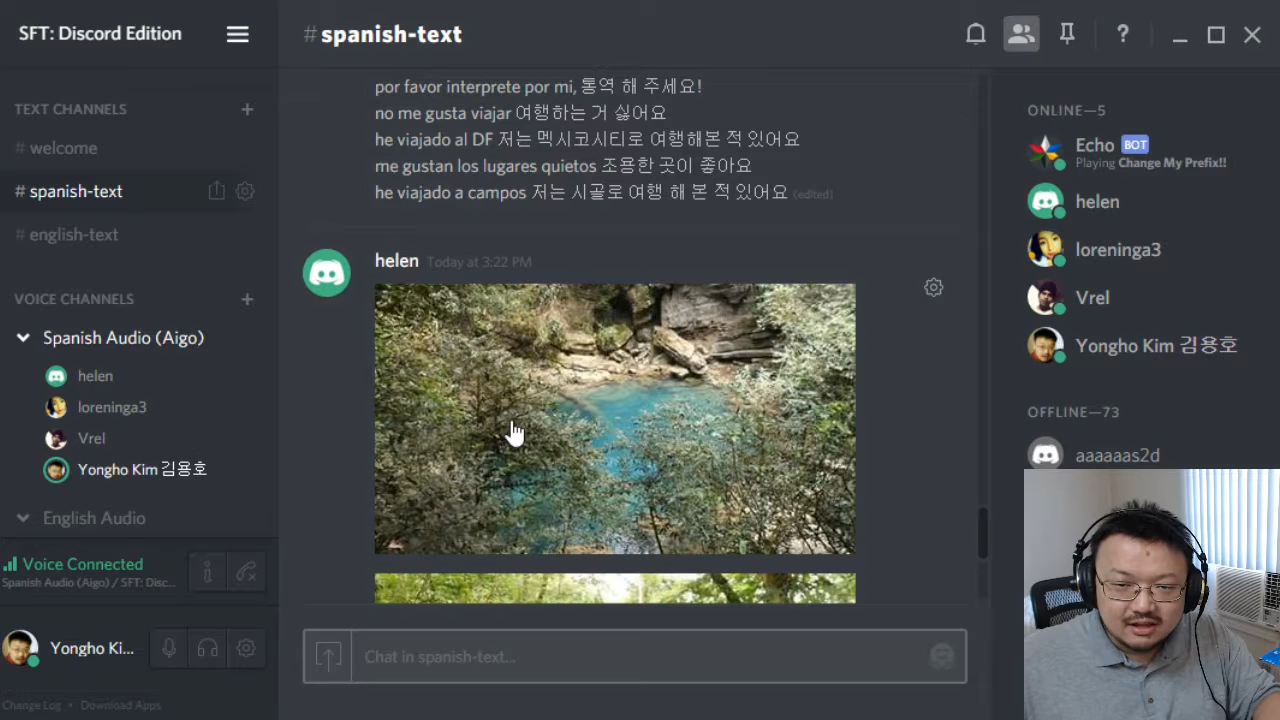 SFT: Discord Edition
TEXT CHANNELS
# welcome
# spanish-text
# english-text
VOICE CHANNELS
Spanish Audio (Aigo)
helen
loreninga3
Vrel
Yongho Kim 김용호
English Audio
Voice Connected
Spanish Audio (Aigo) / SFT: Disc...
Yongho Ki...
Change Log • Download Apps
# spanish-text
por favor interprete por mi, 통역 해 주세요!
no me gusta viajar 여행하는 거 싫어요
he viajado al DF 저는 멕시코시티로 여행해본 적 있어요
me gustan los lugares quietos 조용한 곳이 좋아요
he viajado a campos 저는 시골로 여행 해 본 적 있어요 (edited)
helen Today at 3:22 PM
Chat in spanish-text...
ONLINE—5
Echo BOT
Playing Change My Prefix!!
helen
loreninga3
Vrel
Yongho Kim 김용호
OFFLINE—73
aaaaaas2d